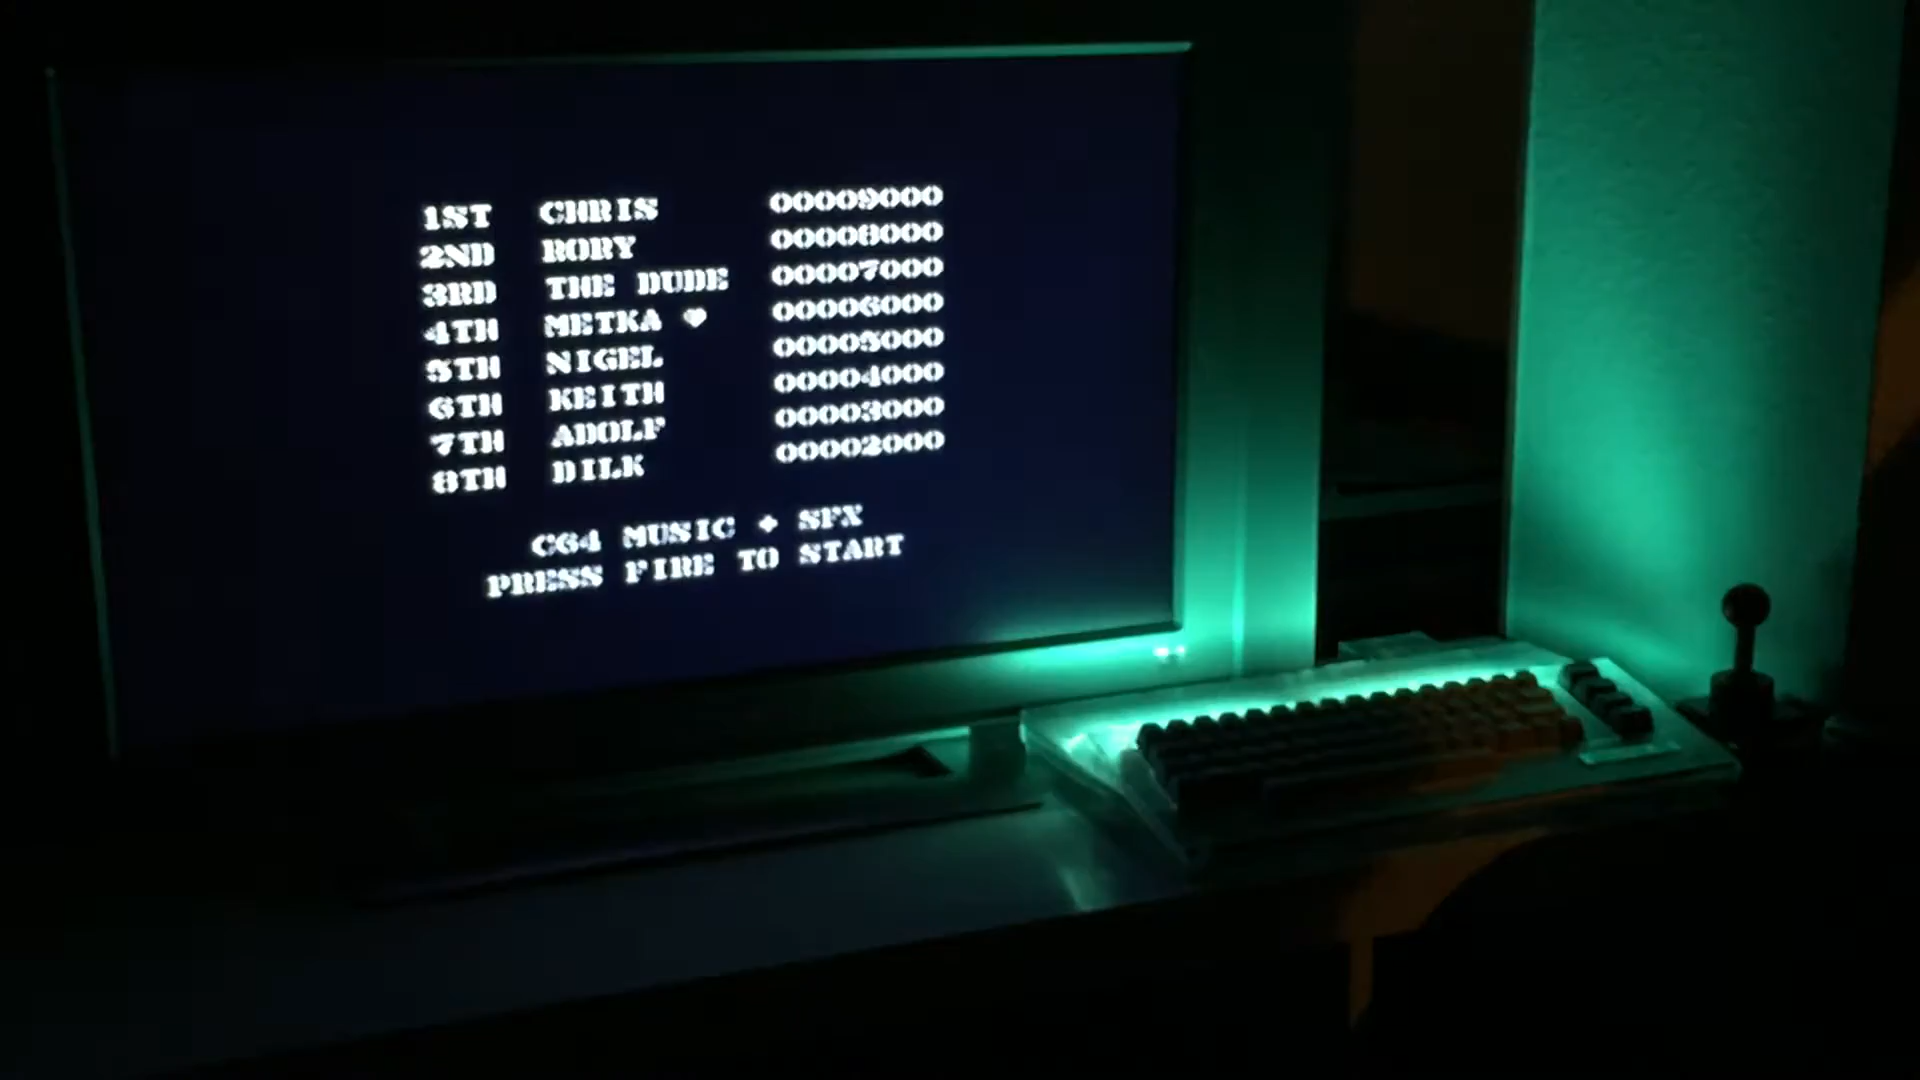 1ST CHRIS 00009000
2ND RORY 00008000
3RD THE DUDE 00007000
4TH METKA ♥ 00006000
5TH NIGEL 00005000
6TH KEITH 00004000
7TH ADOLF 00003000
8TH DILK 00002000
C64 MUSIC + SFX
PRESS FIRE TO START